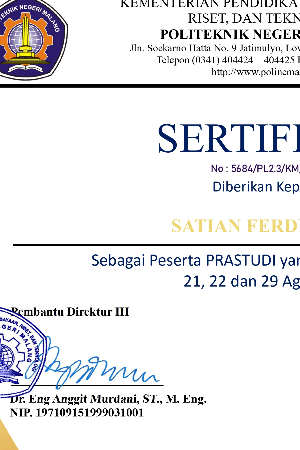 KEMENTERIAN PENDIDIKA
RISET, DAN TEKN
POLITEKNIK NEGER
Jln. Soekarno Hatta No. 9 Jatimulyo, Lov
Telepon (0341) 404424 – 404425 F
http://www.polinema
SERTIFI
No : 5684/PL2.3/KM,
Diberikan Kep
SATIAN FERD
Sebagai Peserta PRASTUDI yan
21, 22 dan 29 Ag
Pembantu Direktur III
Dr. Eng Anggit Murdani, ST., M. Eng.
NIP. 197109151999031001